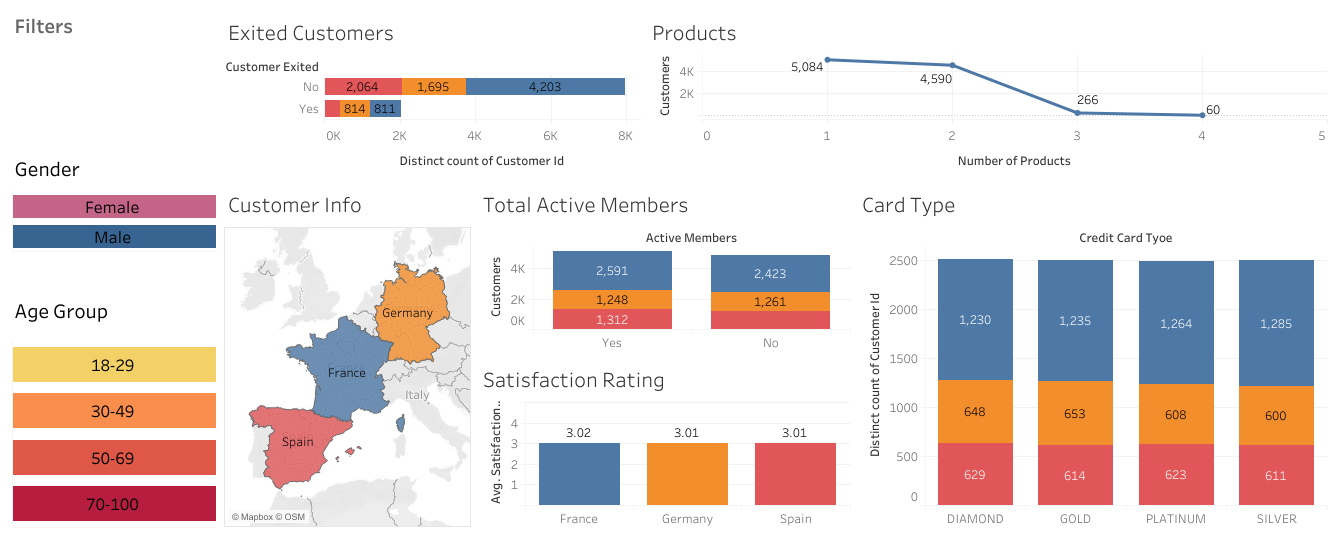 Filters
Gender
Female
Male
Age Group
18-29
30-49
50-69
70-100
Exited Customers
Customer Exited
No 2,064 1,695 4,203
Yes 814 811
0K 2K 4K 6K 8K
Distinct count of Customer Id
Products
Customers
4K
2K
5,084
4,590
266
60
0 1 2 3 4 5
Number of Products
Customer Info
Germany
France
Italy
Spain
© Mapbox © OSM
Total Active Members
Active Members
Customers
4K
2K
0K
2,591 2,423
1,248 1,261
1,312
Yes No
Satisfaction Rating
Avg. Satisfaction..
4
3
2
1
3.02 3.01 3.01
France Germany Spain
Card Type
Credit Card Tyoe
Distinct count of Customer Id
2500
2000
1500
1000
500
0
1,230 1,235 1,264 1,285
648 653 608 600
629 614 623 611
DIAMOND GOLD PLATINUM SILVER